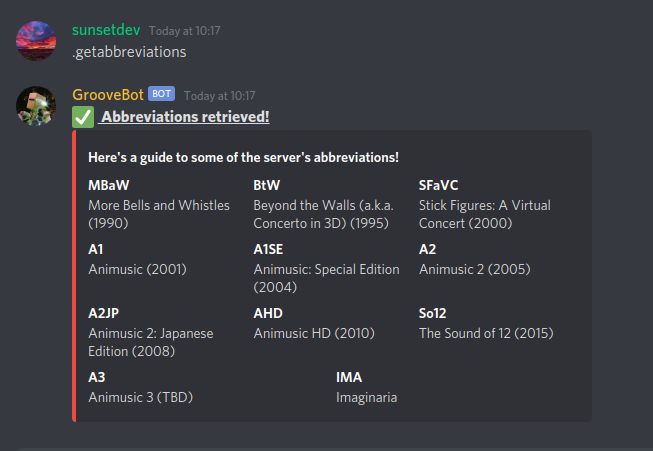 sunsetdev Today at 10:17
.getabbreviations
GrooveBot BOT Today at 10:17
✅ Abbreviations retrieved!
Here's a guide to some of the server's abbreviations!
MBaW
More Bells and Whistles
(1990)
BtW
Beyond the Walls (a.k.a.
Concerto in 3D) (1995)
SFaVC
Stick Figures: A Virtual
Concert (2000)
A1
Animusic (2001)
A1SE
Animusic: Special Edition
(2004)
A2
Animusic 2 (2005)
A2JP
Animusic 2: Japanese
Edition (2008)
AHD
Animusic HD (2010)
So12
The Sound of 12 (2015)
A3
Animusic 3 (TBD)
IMA
Imaginaria